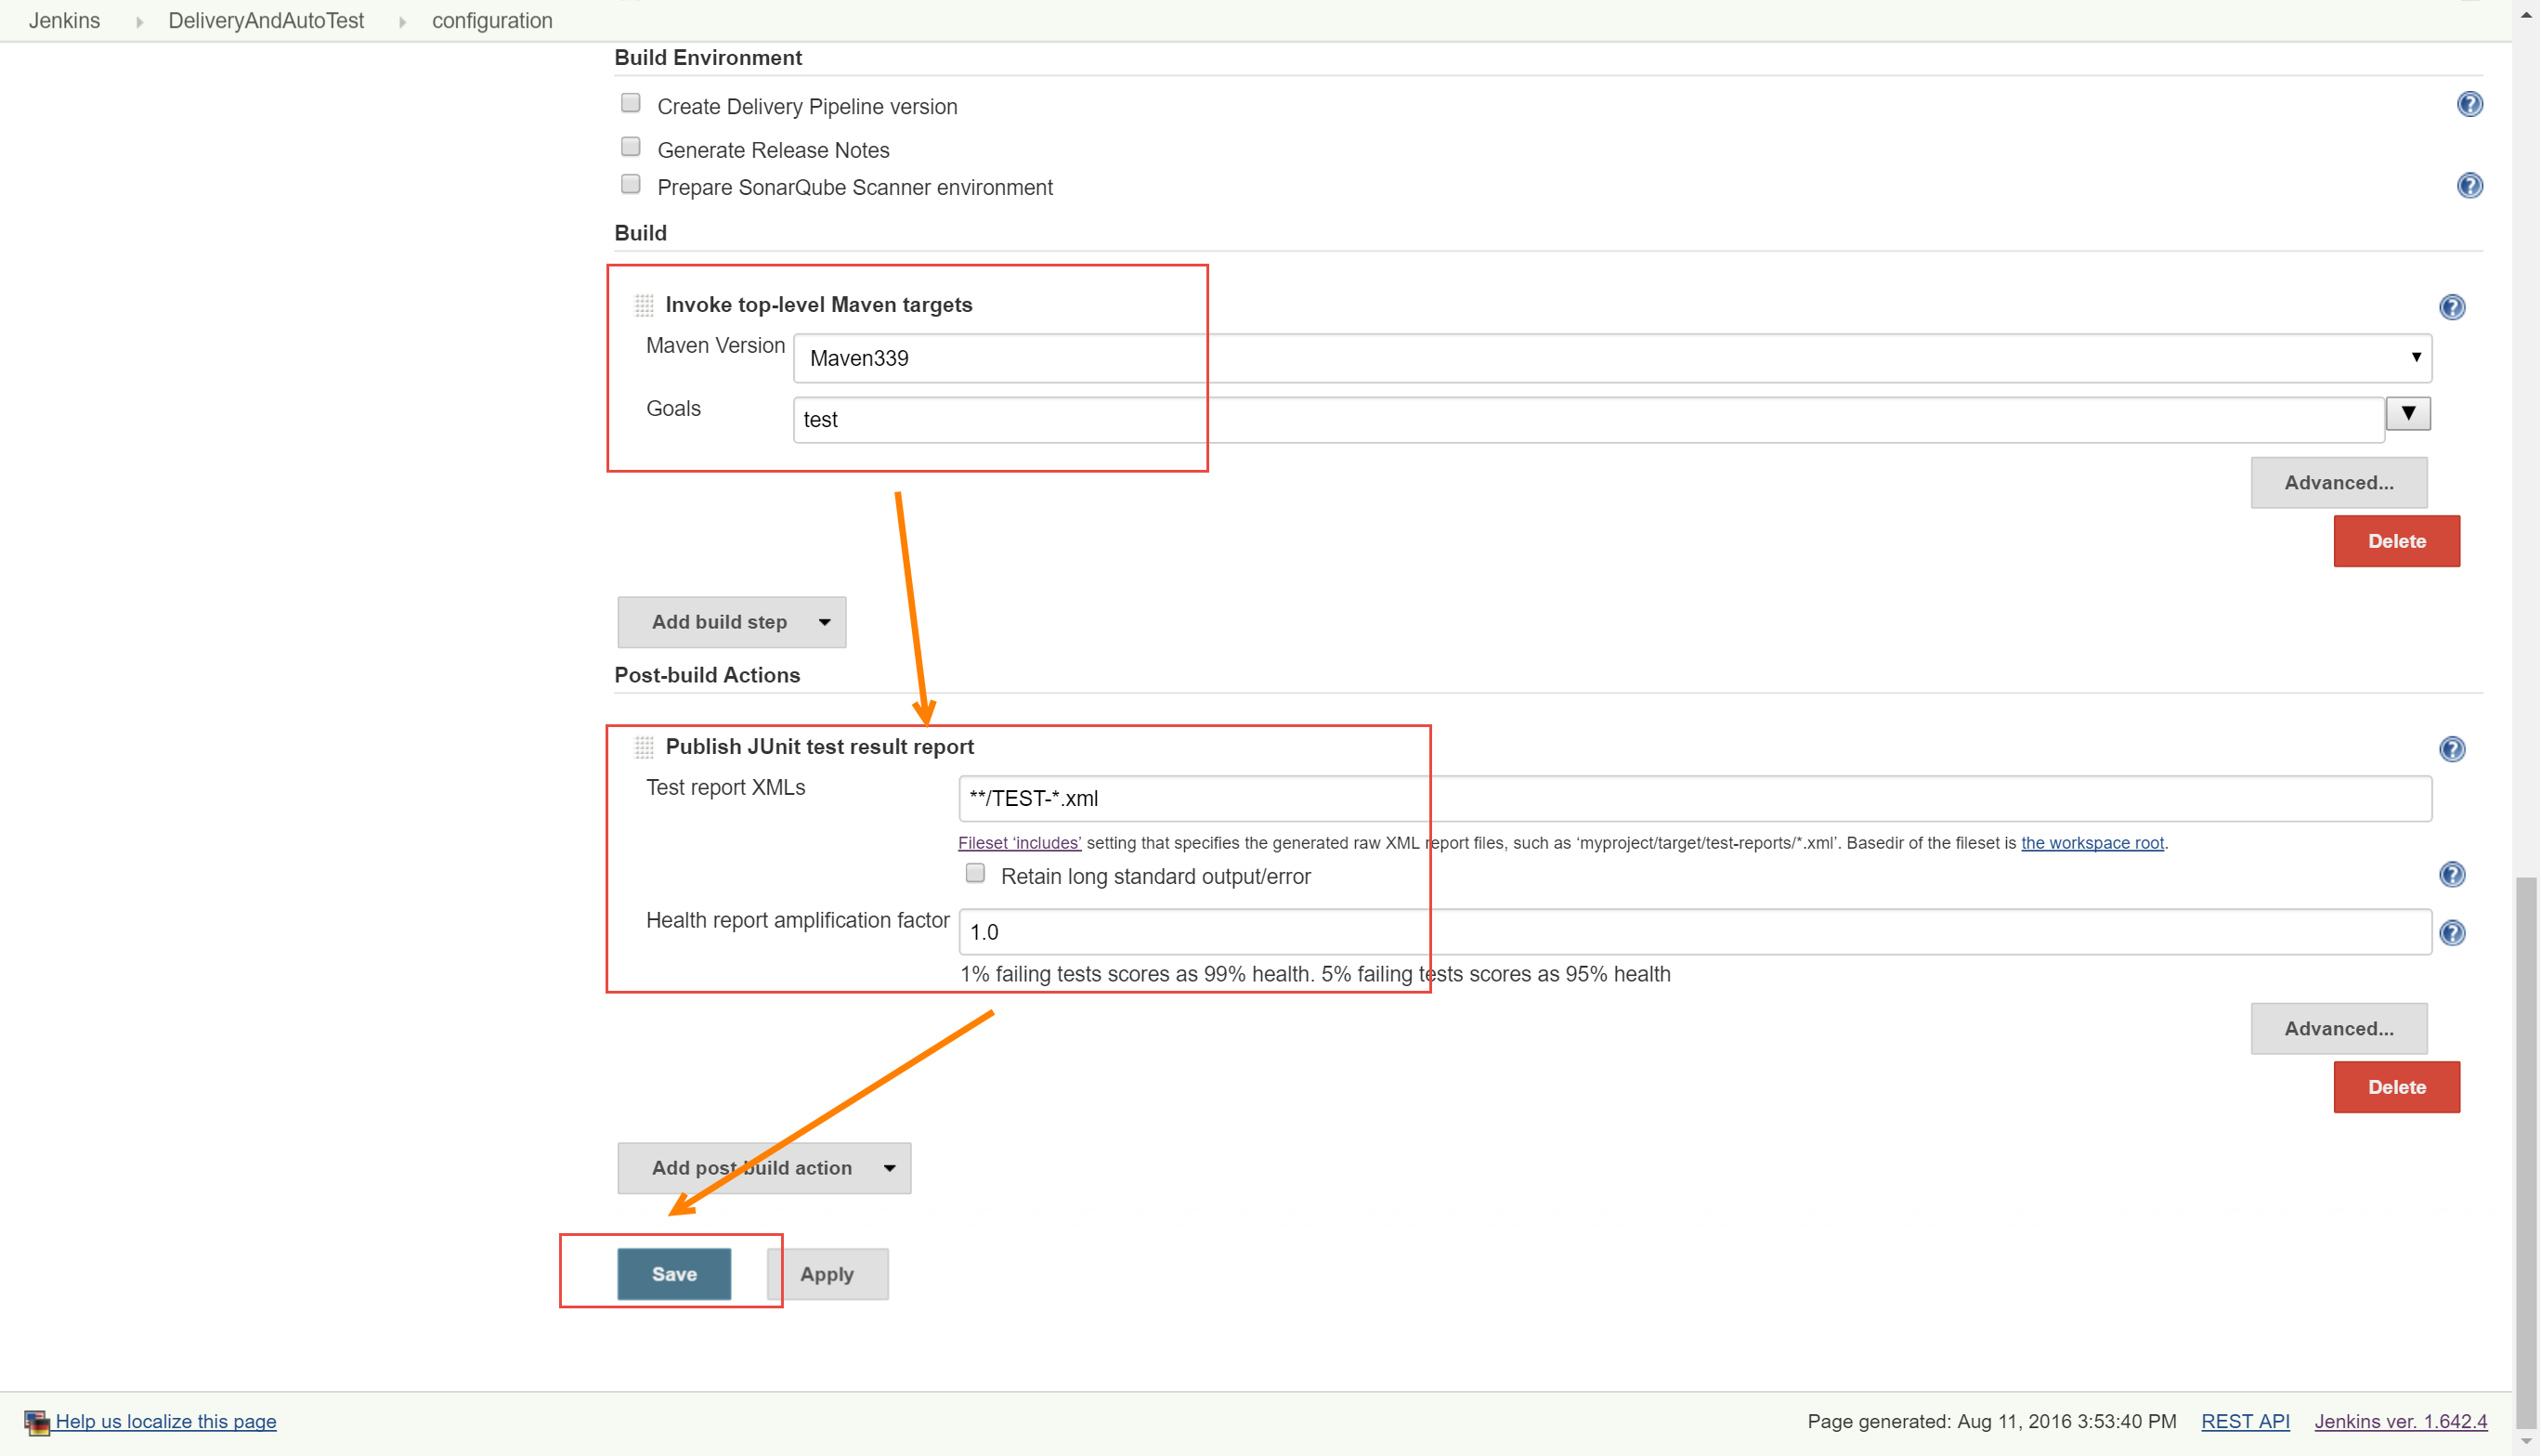 Jenkins DeliveryAndAutoTest configuration
Build Environment
Create Delivery Pipeline version
Generate Release Notes
Prepare SonarQube Scanner environment
Build
Invoke top-level Maven targets
Maven Version Maven339
Goals test
Advanced...
Delete
Add build step
Post-build Actions
Publish JUnit test result report
Test report XMLs **/TEST-*.xml
Fileset ‘includes’ setting that specifies the generated raw XML report files, such as ‘myproject/target/test-reports/*.xml’. Basedir of the fileset is the workspace root.
Retain long standard output/error
Health report amplification factor 1.0
1% failing tests scores as 99% health. 5% failing tests scores as 95% health
Advanced...
Delete
Add post-build action
Save Apply
Help us localize this page Page generated: Aug 11, 2016 3:53:40 PM REST API Jenkins ver. 1.642.4